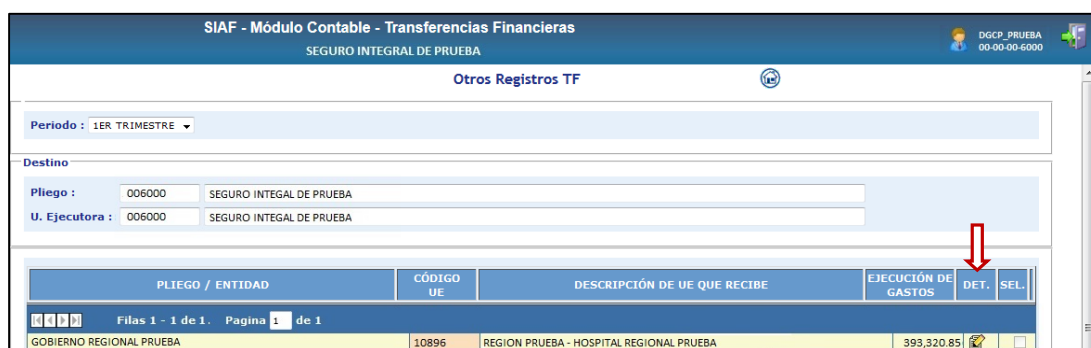 SIAF - Módulo Contable - Transferencias Financieras
SEGURO INTEGRAL DE PRUEBA
DGCP_PRUEBA
00-00-00-6000
Otros Registros TF
Periodo : 1ER TRIMESTRE
Destino
Pliego : 006000 SEGURO INTEGAL DE PRUEBA
U. Ejecutora : 006000 SEGURO INTEGAL DE PRUEBA
PLIEGO / ENTIDAD CÓDIGO UE DESCRIPCIÓN DE UE QUE RECIBE EJECUCIÓN DE GASTOS DET. SEL.
Filas 1 - 1 de 1. Pagina 1 de 1
GOBIERNO REGIONAL PRUEBA 10896 REGION PRUEBA - HOSPITAL REGIONAL PRUEBA 393,320.85